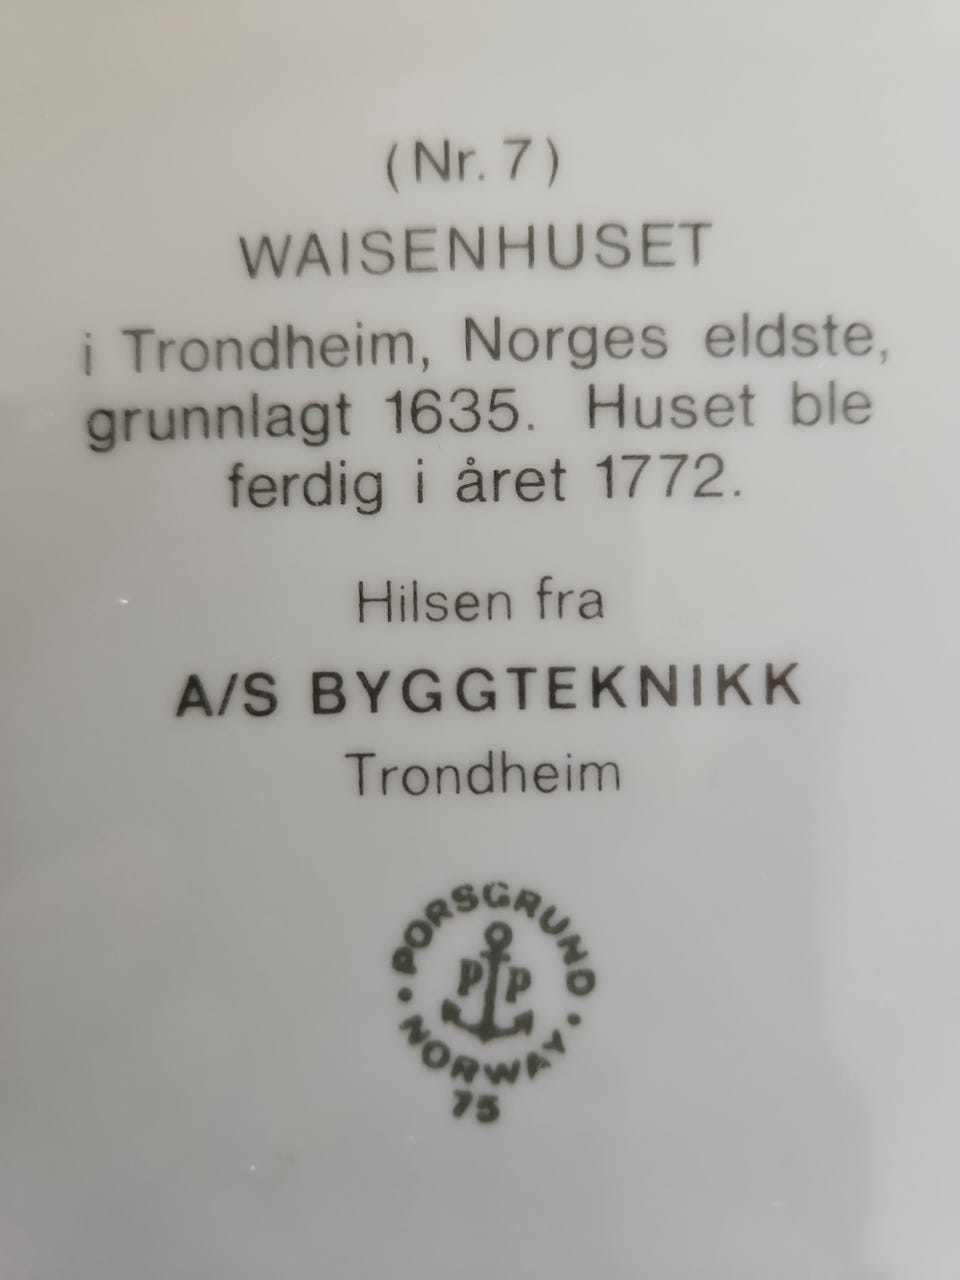 (Nr. 7)
WAISENHUSET
i Trondheim, Norges eldste,
grunnlagt 1635. Huset ble
ferdig i året 1772.
Hilsen fra
A/S BYGGTEKNIKK
Trondheim
PORSGRUND
PP
NORWAY
75